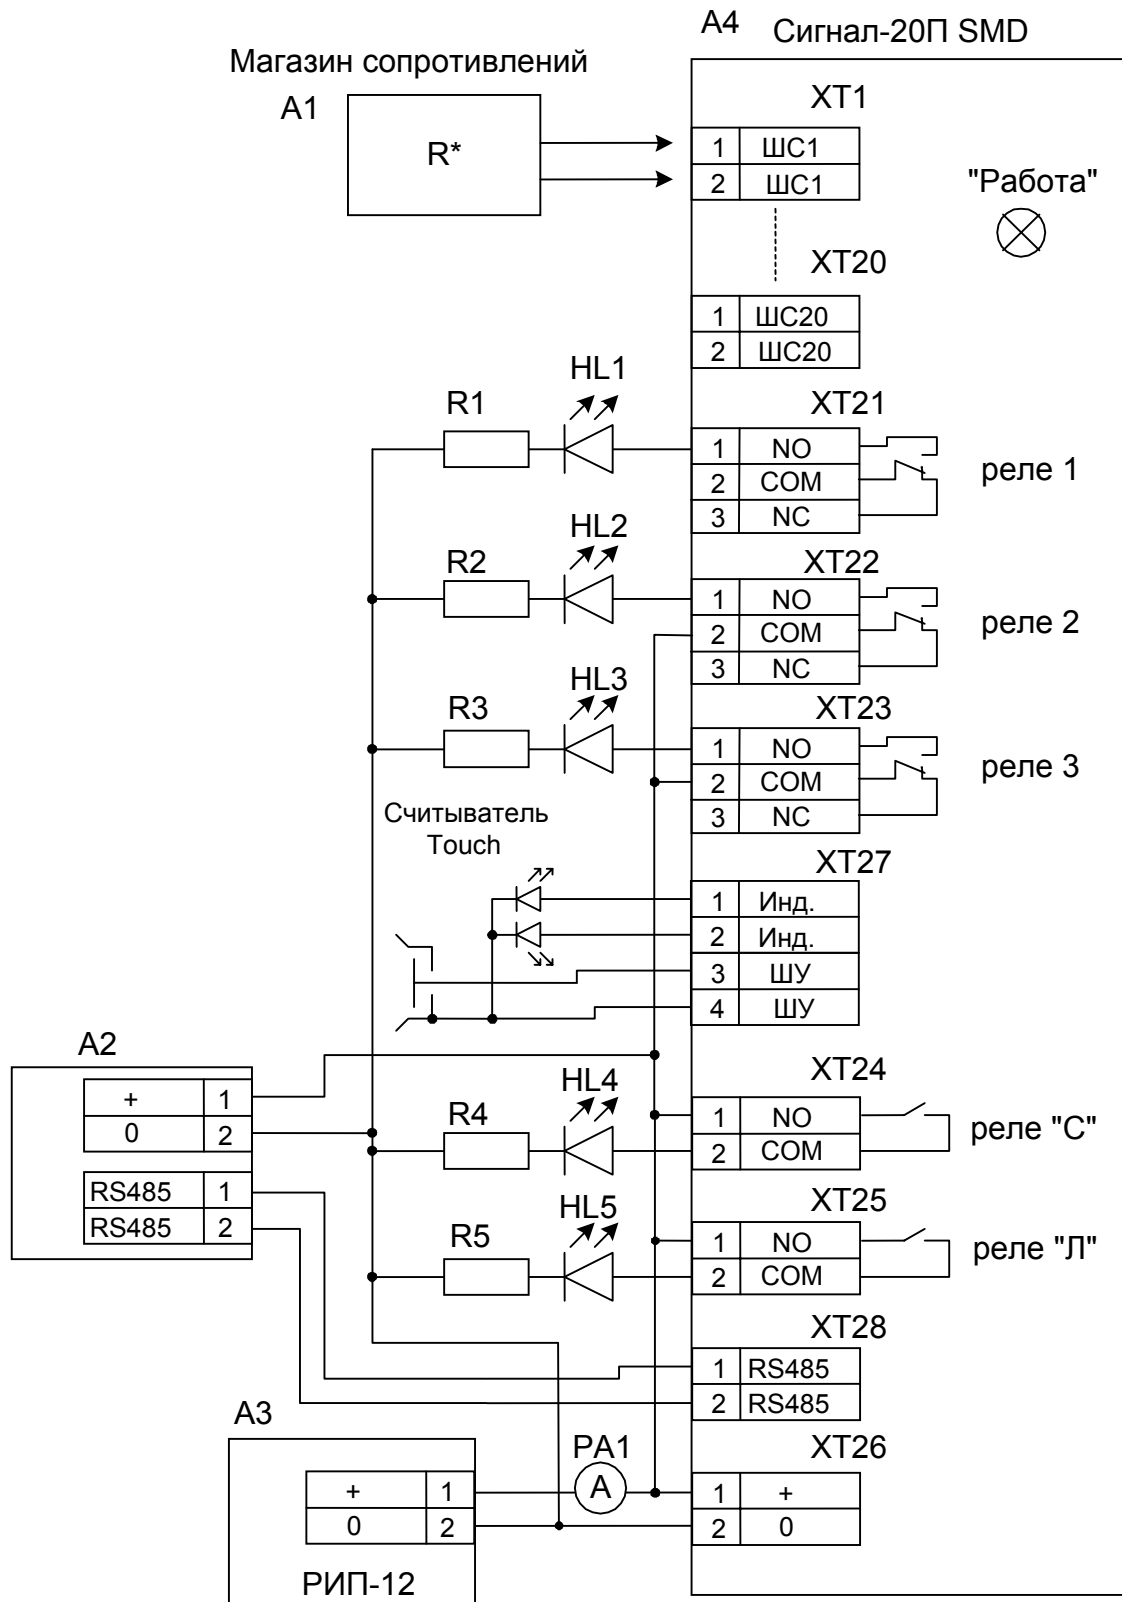 A4 Сигнал-20П SMD
Магазин сопротивлений
A1
R*
XT1
1 ШС1
2 ШС1
"Работа"
XT20
1 ШС20
2 ШС20
HL1
R1
XT21
1 NO
2 COM
3 NC
реле 1
HL2
R2
XT22
1 NO
2 COM
3 NC
реле 2
HL3
R3
XT23
1 NO
2 COM
3 NC
реле 3
Считыватель
Touch
XT27
1 Инд.
2 Инд.
3 ШУ
4 ШУ
A2
+ 1
0 2
RS485 1
RS485 2
HL4
R4
XT24
1 NO
2 COM
реле "С"
HL5
R5
XT25
1 NO
2 COM
реле "Л"
XT28
1 RS485
2 RS485
A3
PA1
A
XT26
+ 1
0 2
1 +
2 0
РИП-12